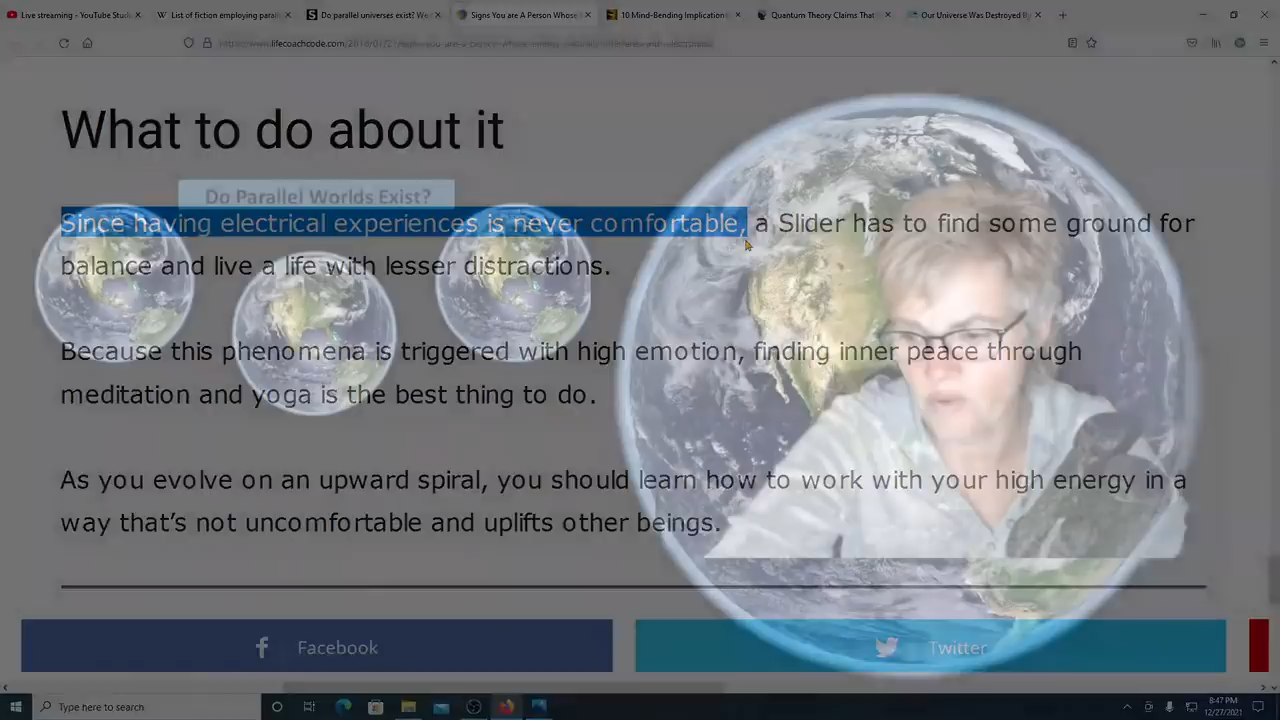 Live streaming - YouTube Stud
List of fiction employing parall
Do parallel universes exist? We
Signs You are A Person Whose
10 Mind-Bending Implication
Quantum Theory Claims That
Our Universe Was Destroyed B
What to do about it
Do Parallel Worlds Exist?
Since having electrical experiences is never comfortable, a Slider has to find some ground for
balance and live a life with lesser distractions.
Because this phenomena is triggered with high emotion, finding inner peace through
meditation and yoga is the best thing to do.
As you evolve on an upward spiral, you should learn how to work with your high energy in a
way that's not uncomfortable and uplifts other beings.
Facebook
Twitter
Type here to search
8:47 PM
12/27/2021